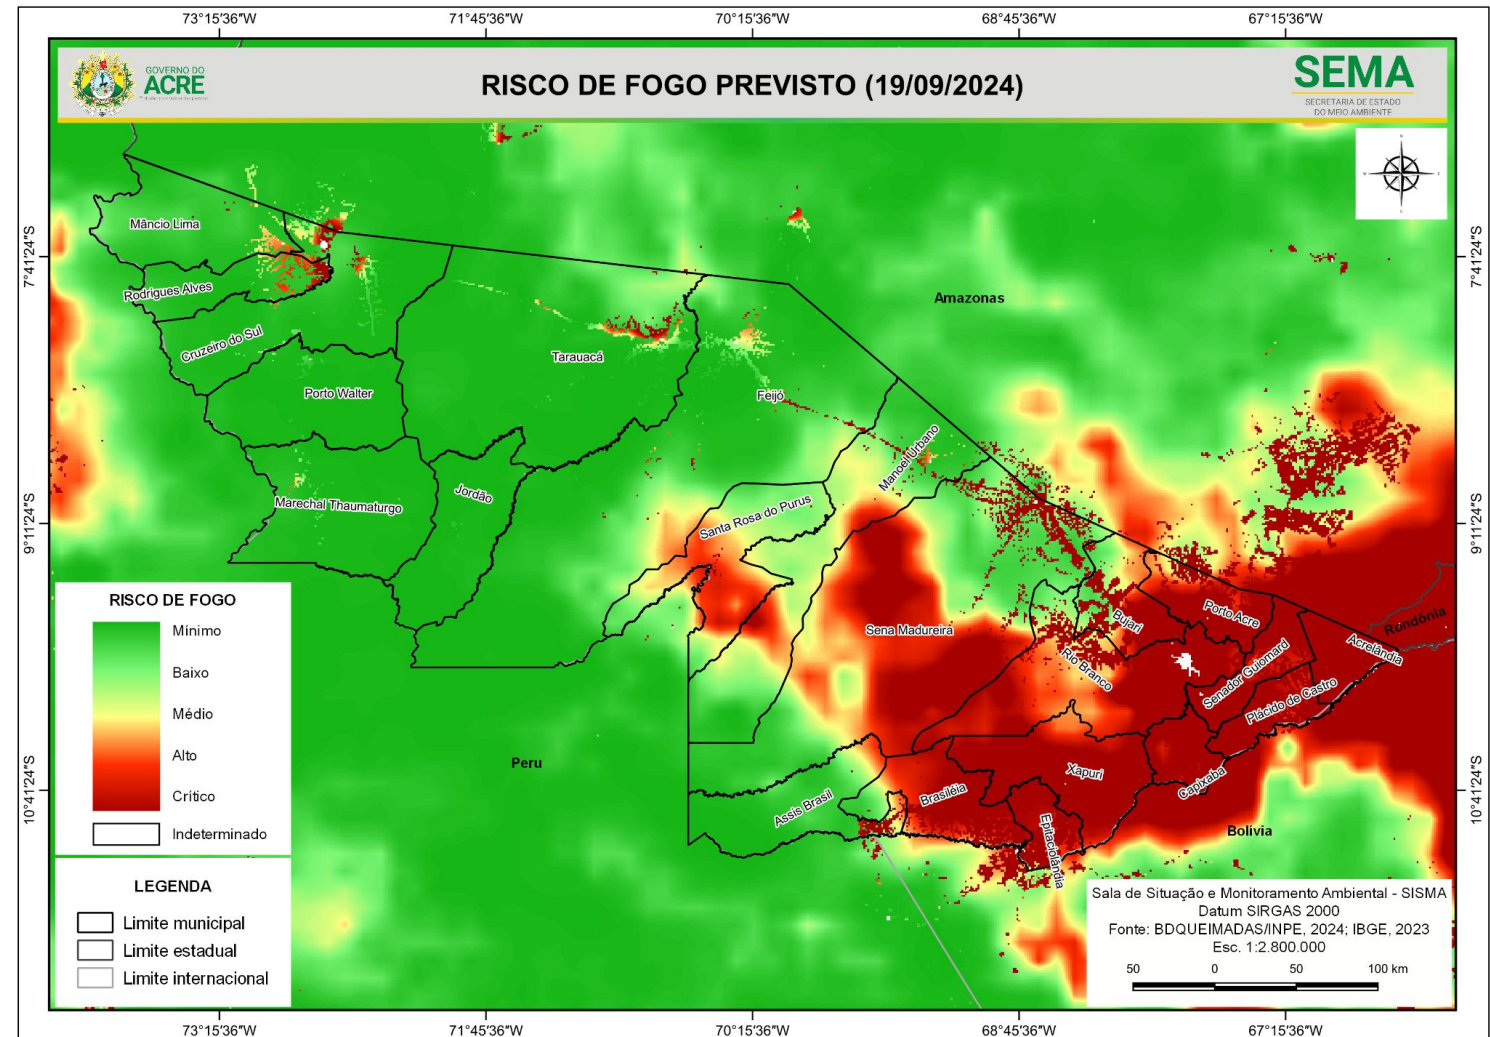 73°15'36"W
71°45'36"W
70°15'36"W
68°45'36"W
67°15'36"W
GOVERNO DO
ACRE
RISCO DE FOGO PREVISTO (19/09/2024)
SEMA
SECRETARIA DE ESTADO
DO MEIO AMBIENTE
N
Mâncio Lima
7°41'24"S
7°41'24"S
Rodrigues Alves
Amazonas
Cruzeiro do Sul
Tarauacá
Porto Walter
Feijó
Manoel Urbano
Jordão
Marechal Thaumaturgo
Santa Rosa do Purus
9°11'24"S
9°11'24"S
RISCO DE FOGO
Mínimo
Baixo
Médio
Alto
Crítico
Indeterminado
Sena Madureira
Bujari
Porto Acre
Rondônia
Acrelândia
Rio Branco
Senador Guiomard
Plácido de Castro
Peru
Xapuri
Capixaba
Brasiléia
Assis Brasil
Epitaciolândia
Bolívia
10°41'24"S
10°41'24"S
LEGENDA
Limite municipal
Limite estadual
Limite internacional
Sala de Situação e Monitoramento Ambiental - SISMA
Datum SIRGAS 2000
Fonte: BDQUEIMADAS/INPE, 2024; IBGE, 2023
Esc. 1:2.800.000
50 0 50 100 km
73°15'36"W
71°45'36"W
70°15'36"W
68°45'36"W
67°15'36"W